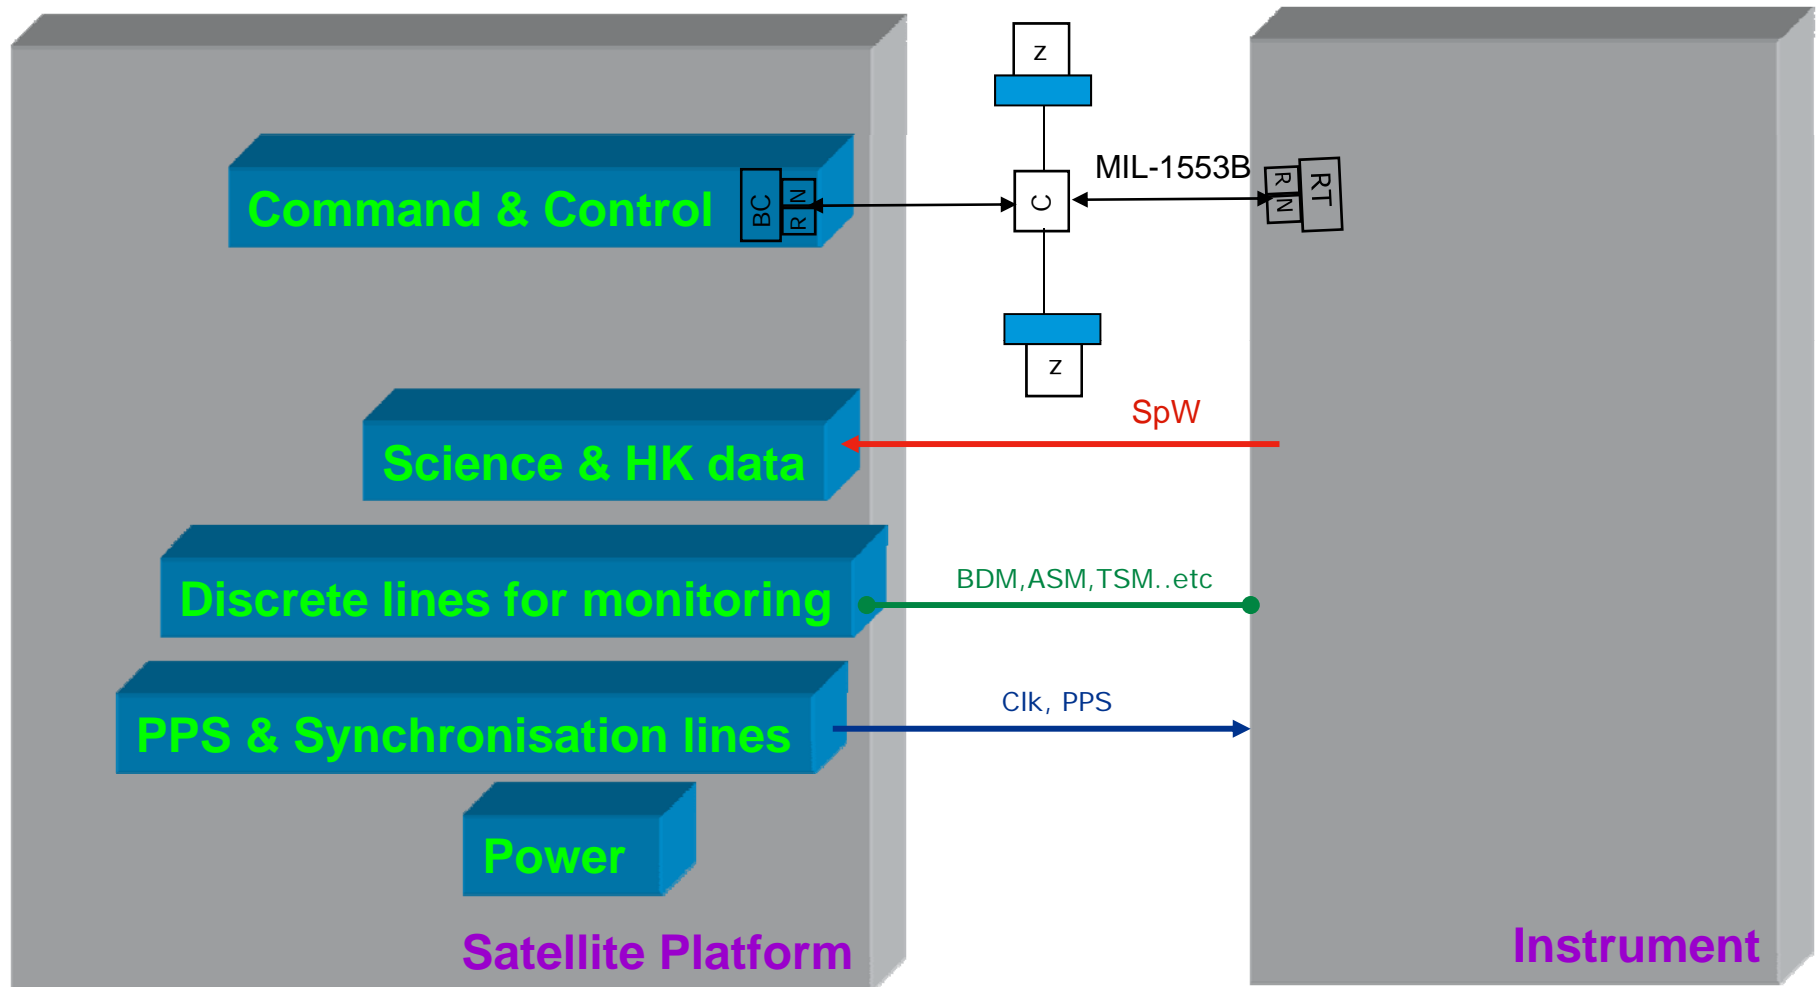 z
MIL-1553B
Command & Control
BC
N
R
C
R
N
RT
z
SpW
Science & HK data
BDM,ASM,TSM..etc
Discrete lines for monitoring
Clk, PPS
PPS & Synchronisation lines
Power
Satellite Platform
Instrument